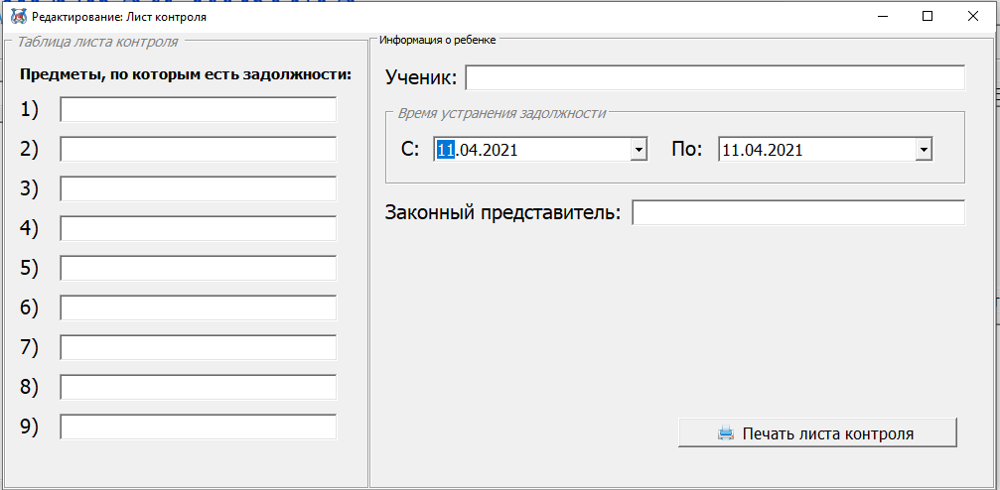 Редактирование: Лист контроля
Таблица листа контроля
Предметы, по которым есть задолжности:
1)
2)
3)
4)
5)
6)
7)
8)
9)
Информация о ребенке
Ученик:
Время устранения задолжности
С: 11.04.2021 По: 11.04.2021
Законный представитель:
Печать листа контроля